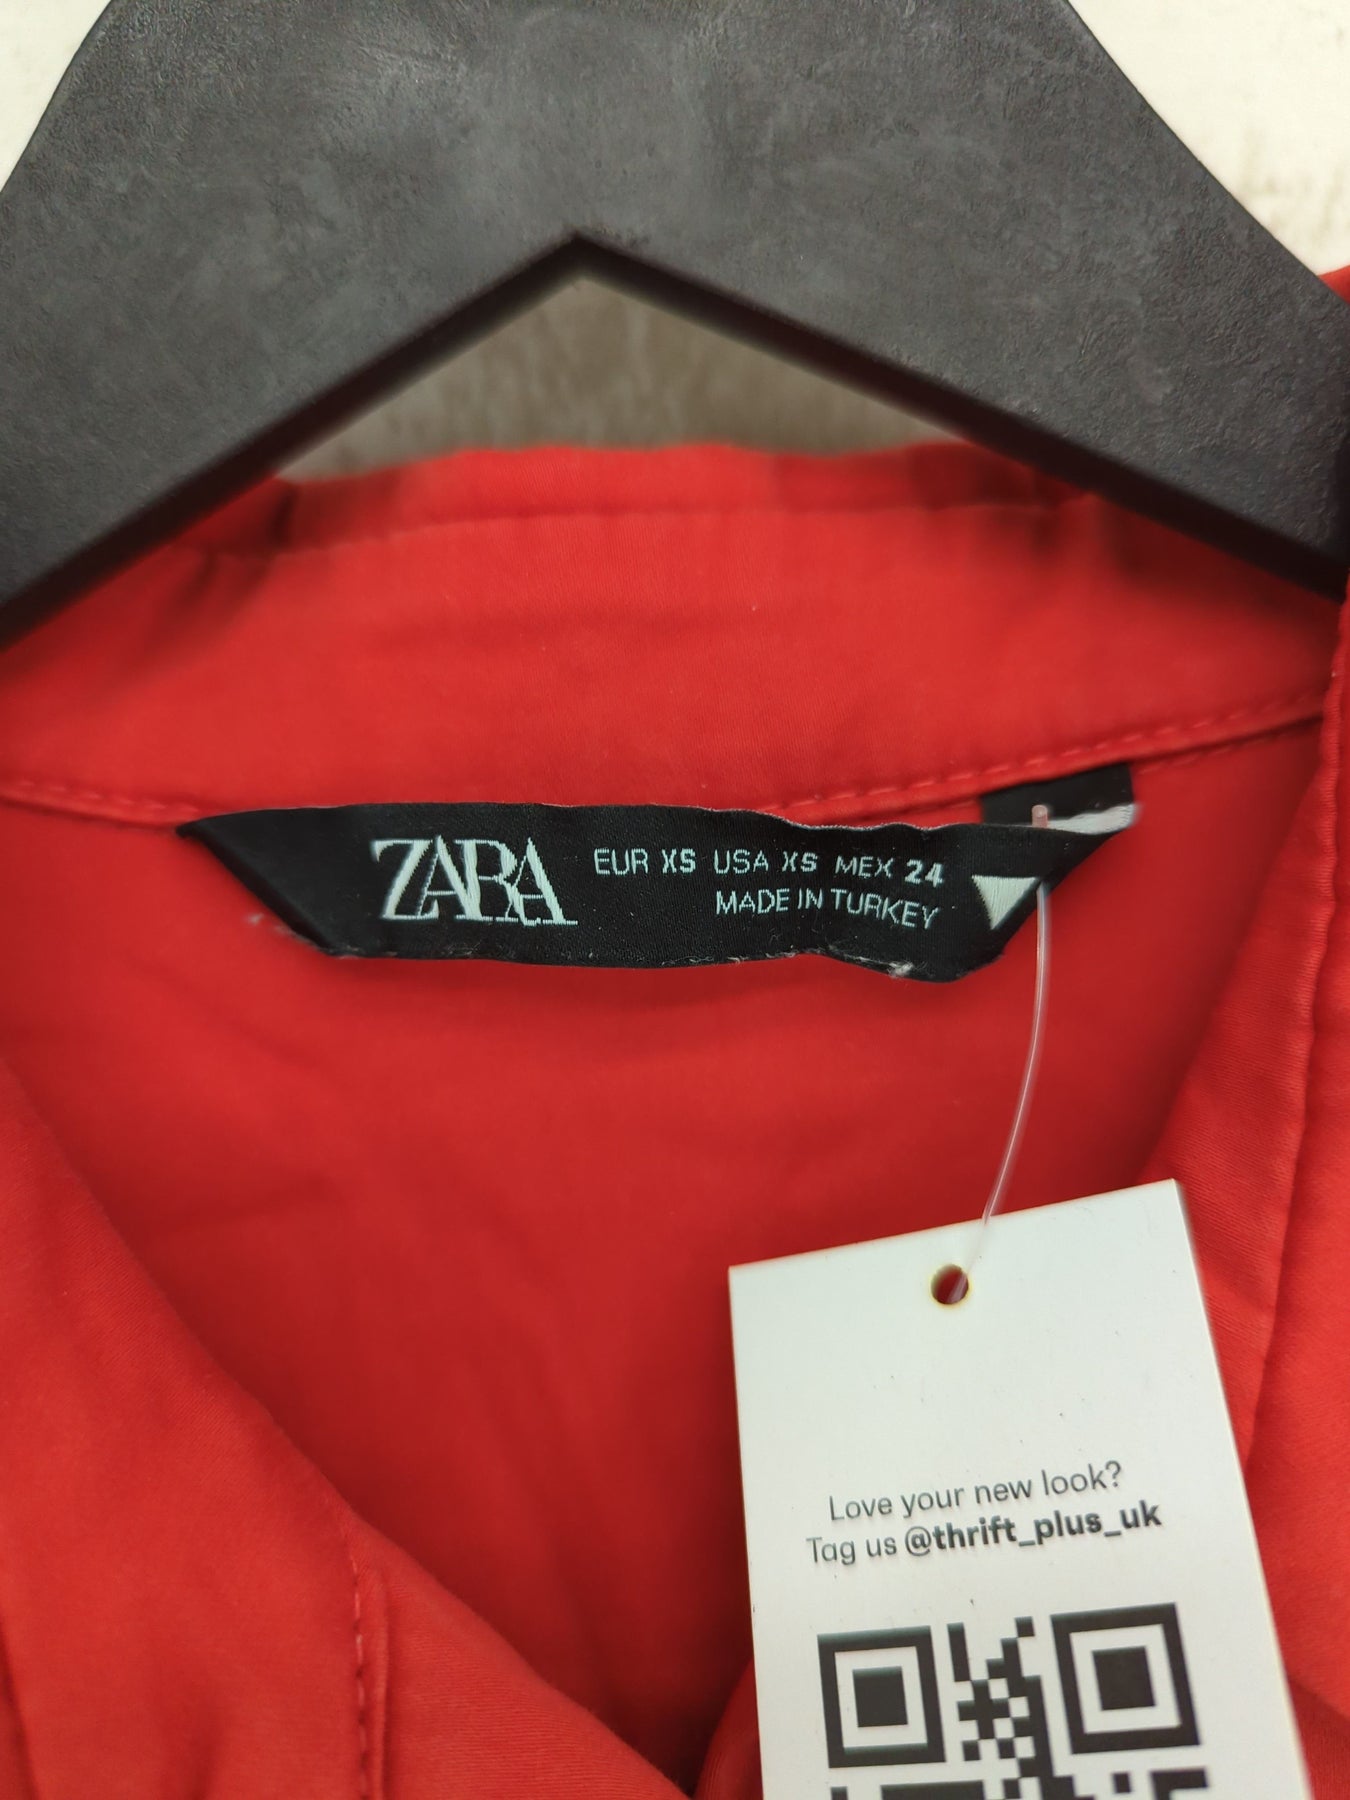 ZARA
EUR XS USA XS MEX 24
MADE IN TURKEY
Love your new look?
Tag us @thrift_plus_uk